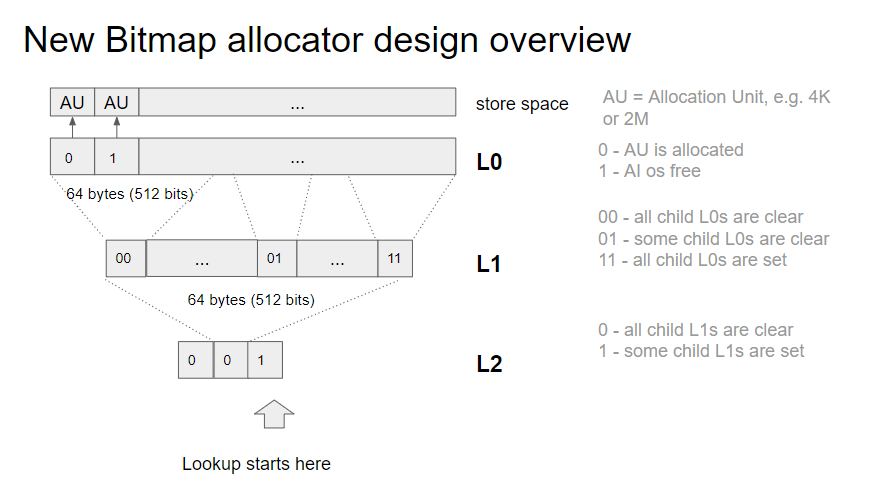 New Bitmap allocator design overview
AU AU ... store space
AU = Allocation Unit, e.g. 4K
or 2M
0 1 ... L0
0 - AU is allocated
1 - AI os free
64 bytes (512 bits)
00 ... 01 ... 11 L1
00 - all child L0s are clear
01 - some child L0s are clear
11 - all child L0s are set
64 bytes (512 bits)
0 0 1 L2
0 - all child L1s are clear
1 - some child L1s are set
Lookup starts here